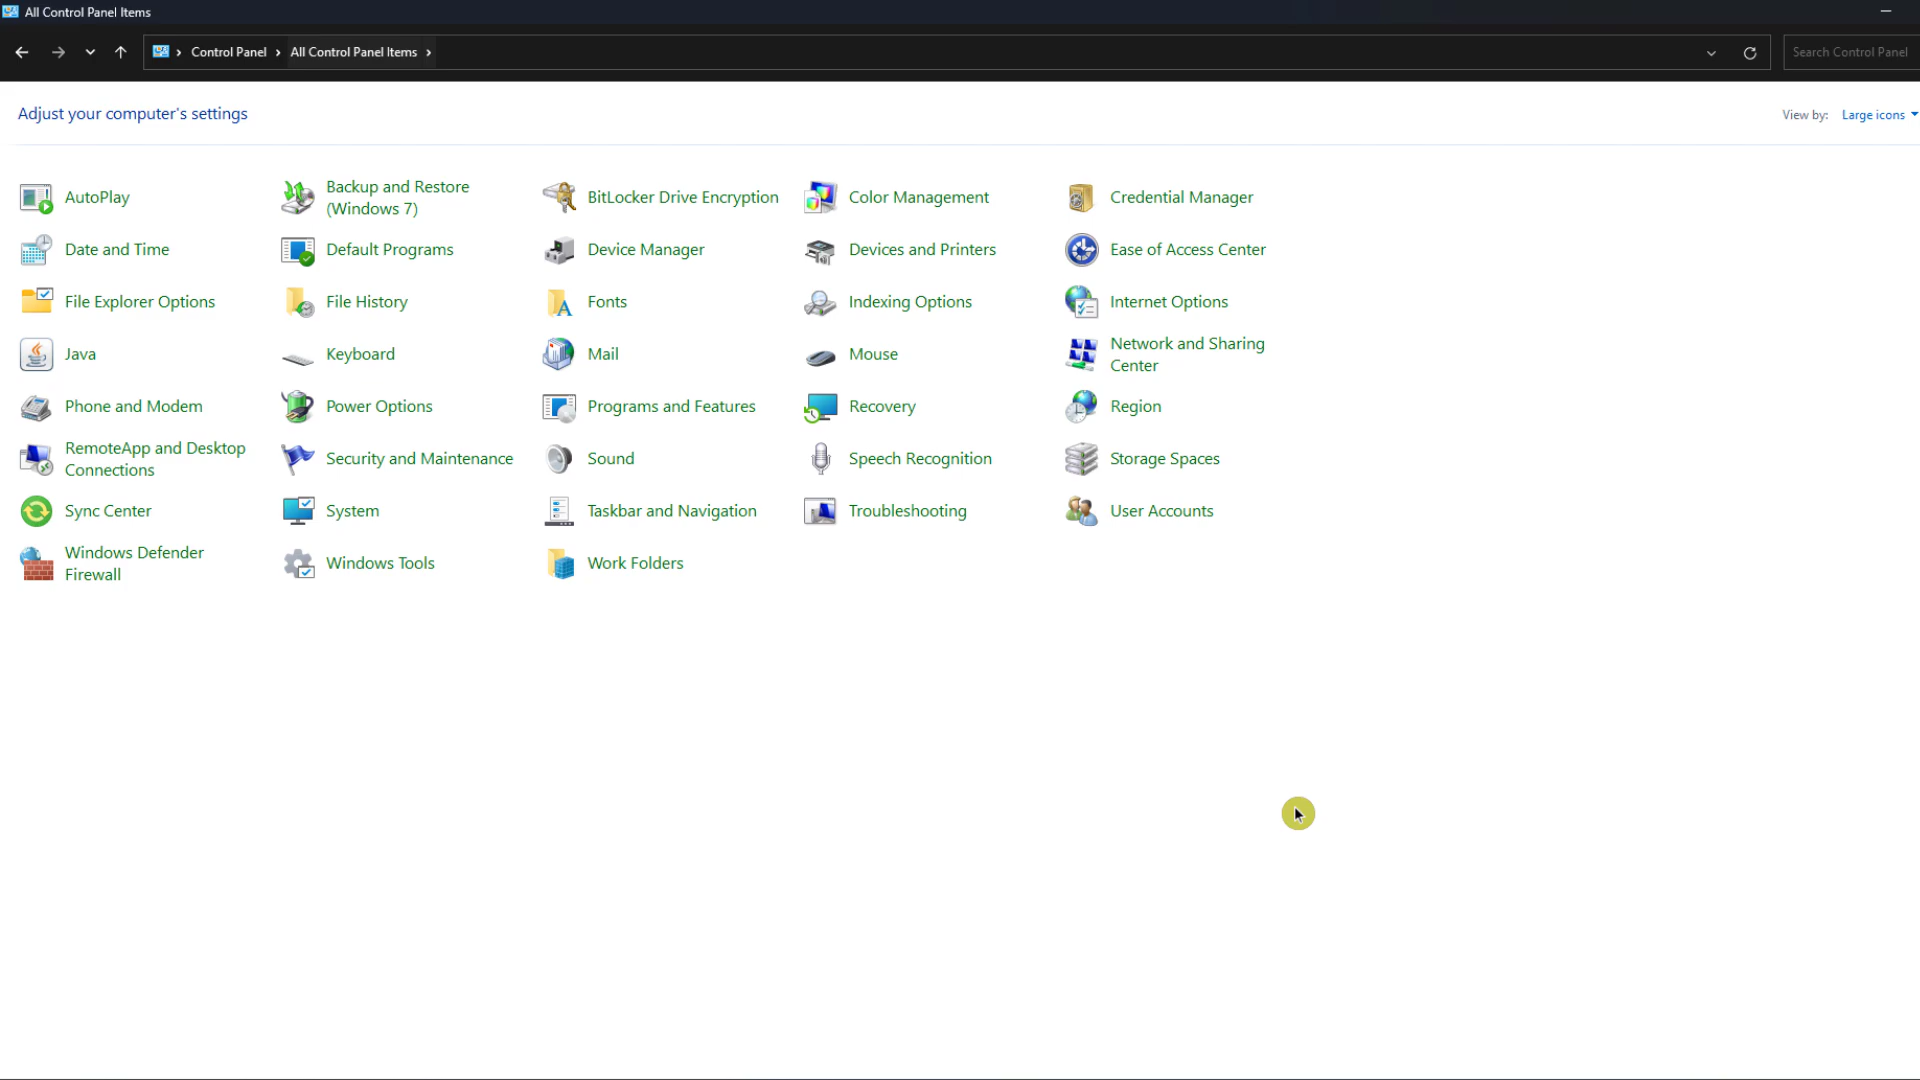 All Control Panel Items
Control Panel
All Control Panel Items
Search Control Panel
Adjust your computer's settings
View by: Large icons
AutoPlay
Backup and Restore
(Windows 7)
BitLocker Drive Encryption
Color Management
Credential Manager
Date and Time
Default Programs
Device Manager
Devices and Printers
Ease of Access Center
File Explorer Options
File History
Fonts
Indexing Options
Internet Options
Java
Keyboard
Mail
Mouse
Network and Sharing
Center
Phone and Modem
Power Options
Programs and Features
Recovery
Region
RemoteApp and Desktop
Connections
Security and Maintenance
Sound
Speech Recognition
Storage Spaces
Sync Center
System
Taskbar and Navigation
Troubleshooting
User Accounts
Windows Defender
Firewall
Windows Tools
Work Folders